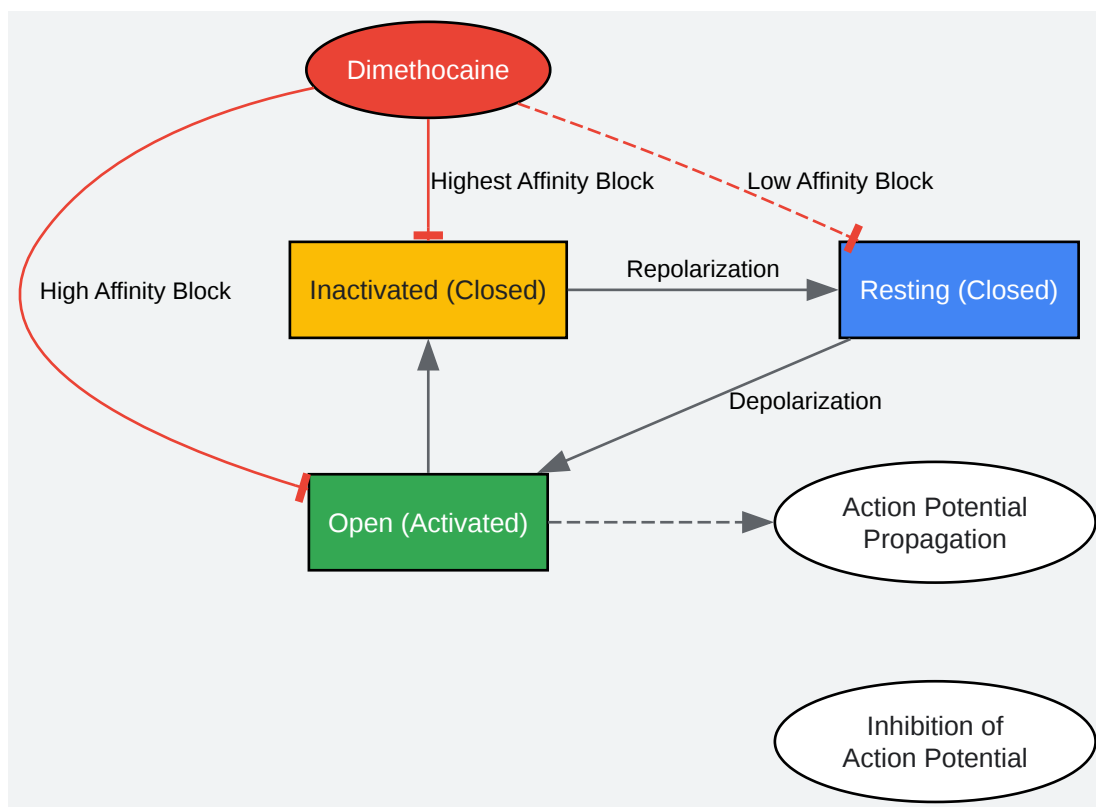 Dimethocaine
Highest Affinity Block
Low Affinity Block
High Affinity Block
Inactivated (Closed)
Repolarization
Resting (Closed)
Depolarization
Open (Activated)
Action Potential
Propagation
Inhibition of
Action Potential